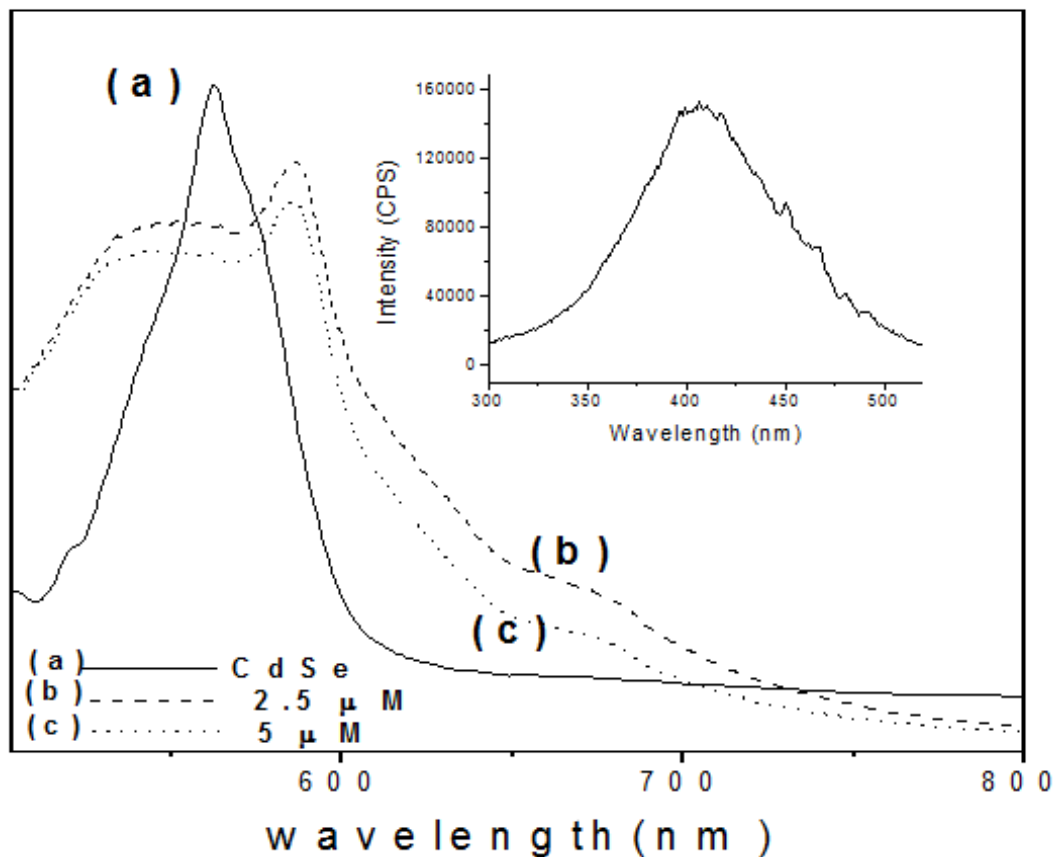 (a)
160000
120000
80000
40000
0
Intensity (CPS)
300 350 400 450 500
Wavelength (nm)
(b)
(c)
(a) CdSe
(b) 2.5 μM
(c) 5 μM
600 700 800
wavelength(nm)